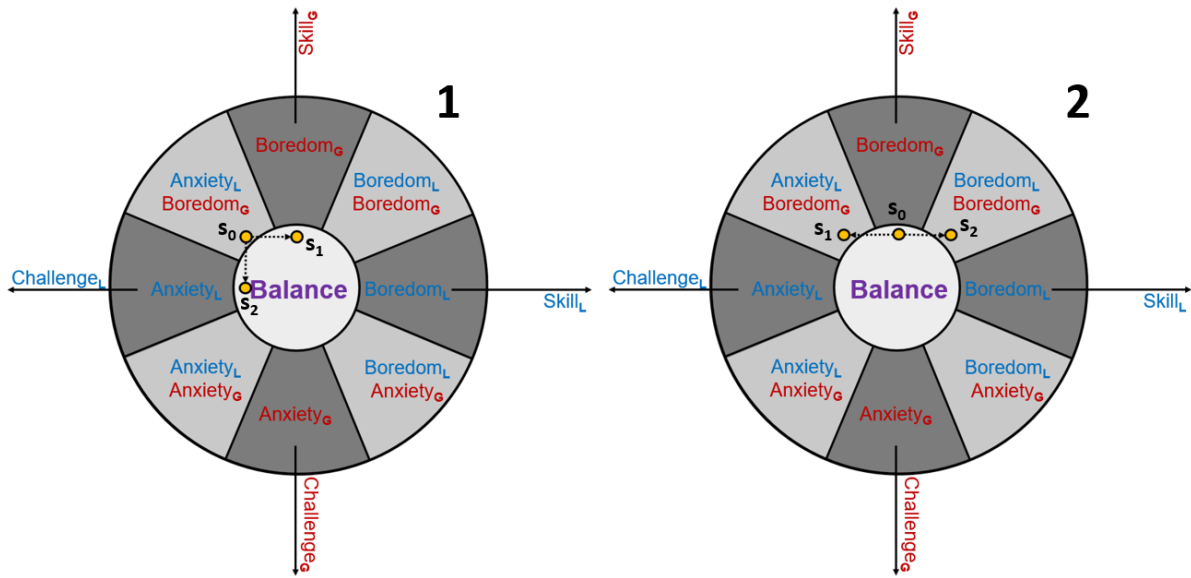 Skill_G
1
Boredom_G
Anxiety_L
Boredom_G
Boredom_L
Boredom_G
s_0
s_1
Challenge_L
Anxiety_L
Balance
Boredom_L
Skill_L
s_2
Anxiety_L
Anxiety_G
Boredom_L
Anxiety_G
Anxiety_G
Challenge_G
Skill_G
2
Boredom_G
Anxiety_L
Boredom_G
Boredom_L
Boredom_G
s_0
s_1
s_2
Challenge_L
Anxiety_L
Balance
Boredom_L
Skill_L
Anxiety_L
Anxiety_G
Boredom_L
Anxiety_G
Anxiety_G
Challenge_G